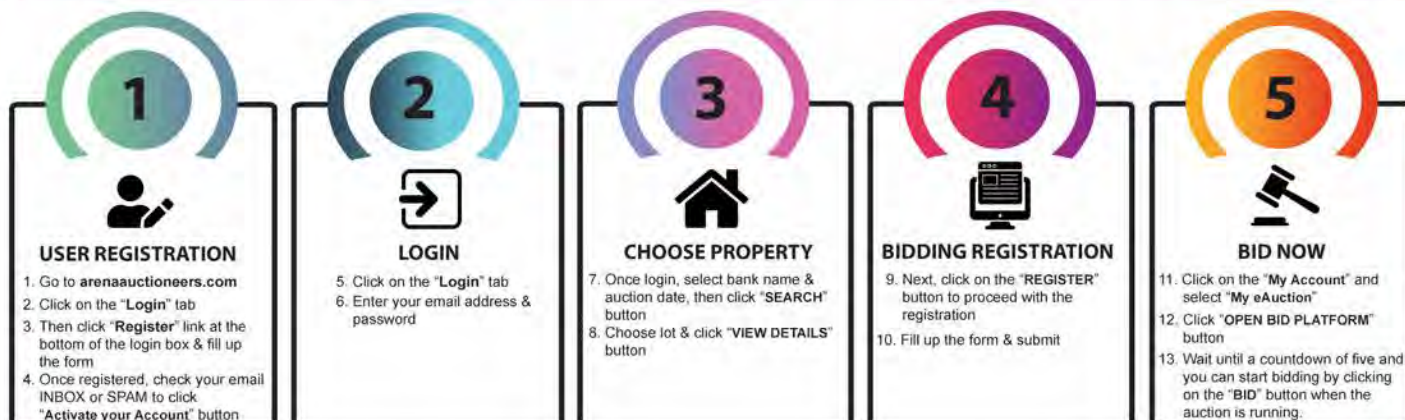 1
USER REGISTRATION
1. Go to arenaauctioneers.com
2. Click on the "Login" tab
3. Then click "Register" link at the
bottom of the login box & fill up
the form
4. Once registered, check your email
INBOX or SPAM to click
"Activate your Account" button
2
LOGIN
5. Click on the "Login" tab
6. Enter your email address &
password
3
CHOOSE PROPERTY
7. Once login, select bank name &
auction date, then click "SEARCH"
button
8. Choose lot & click "VIEW DETAILS"
button
4
BIDDING REGISTRATION
9. Next, click on the "REGISTER"
button to proceed with the
registration
10. Fill up the form & submit
5
BID NOW
11. Click on the "My Account" and
select "My eAuction"
12. Click "OPEN BID PLATFORM"
button
13. Wait until a countdown of five and
you can start bidding by clicking
on the "BID" button when the
auction is running.